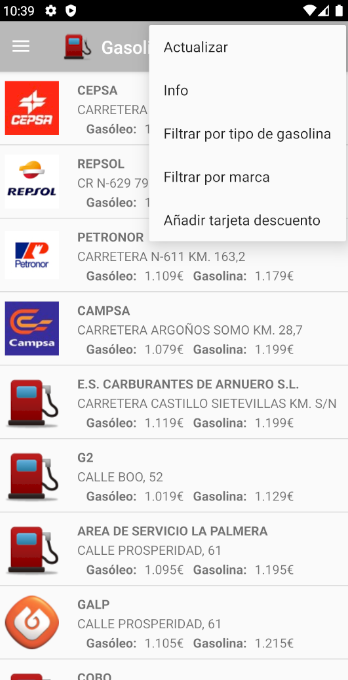 10:39
Gasoli
Actualizar
Info
Filtrar por tipo de gasolina
Filtrar por marca
Añadir tarjeta descuento
CEPSA
CEPSA
CARRETERA
Gasóleo: 1
REPSOL
REPSOL
CR N-629 79
Gasóleo: 1
Petronor
PETRONOR
CARRETERA N-611 KM. 163,2
Gasóleo: 1.109€ Gasolina: 1.179€
Campsa
CAMPSA
CARRETERA ARGOÑOS SOMO KM. 28,7
Gasóleo: 1.079€ Gasolina: 1.199€
E.S. CARBURANTES DE ARNUERO S.L.
CARRETERA CASTILLO SIETEVILLAS KM. S/N
Gasóleo: 1.119€ Gasolina: 1.199€
G2
CALLE BOO, 52
Gasóleo: 1.019€ Gasolina: 1.129€
AREA DE SERVICIO LA PALMERA
CALLE PROSPERIDAD, 61
Gasóleo: 1.095€ Gasolina: 1.195€
GALP
CALLE PROSPERIDAD, 61
Gasóleo: 1.105€ Gasolina: 1.215€
COBO